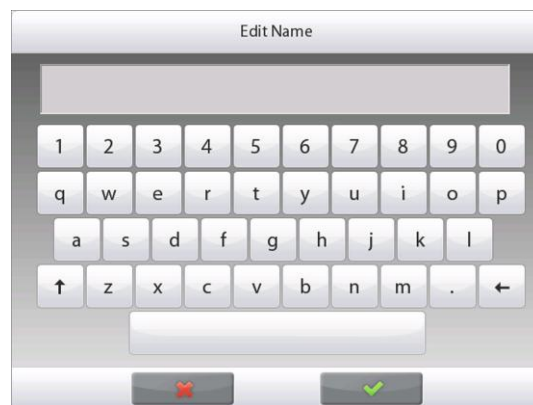 Edit Name
1 2 3 4 5 6 7 8 9 0
q w e r t y u i o p
a s d f g h j k l
↑ z x c v b n m . ←